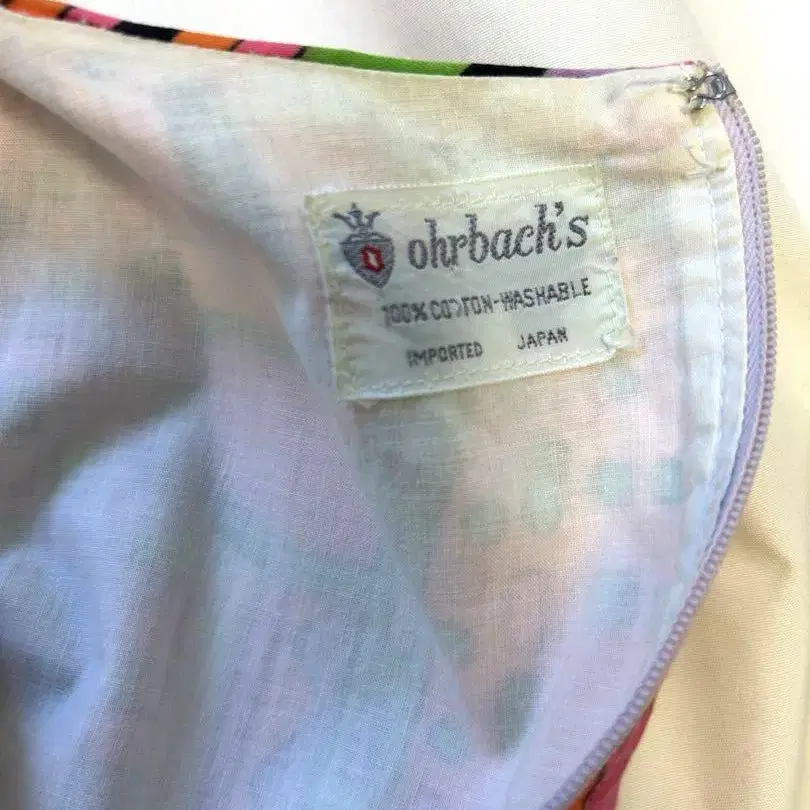 ohrbach's
100% COTTON-WASHABLE
IMPORTED JAPAN